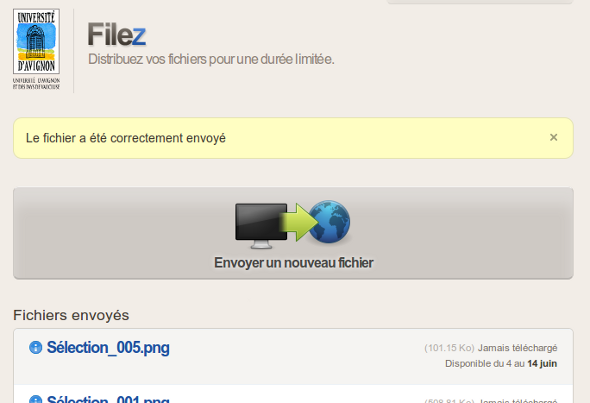 UNIVERSITÉ
D'AVIGNON
UNIVERSITÉ D'AVIGNON
ET DES PAYS DE VAUCLUSE
Filez
Distribuez vos fichiers pour une durée limitée.
Le fichier a été correctement envoyé ×
Envoyer un nouveau fichier
Fichiers envoyés
Sélection_005.png (101.15 Ko) Jamais téléchargé
Disponible du 4 au 14 juin
Sélection_001.png (508.81 Ko) Jamais téléchargé